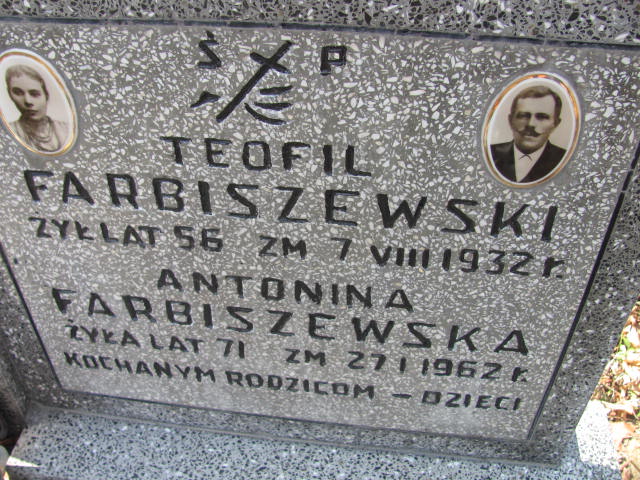 Ś P
TEOFIL
FARBISZEWSKI
ŻYŁ LAT 56 ZM 7 VIII 1932 r.
ANTONINA
FARBISZEWSKA
ŻYŁA LAT 71 ZM 27 I 1962 r.
KOCHANYM RODZICOM – DZIECI